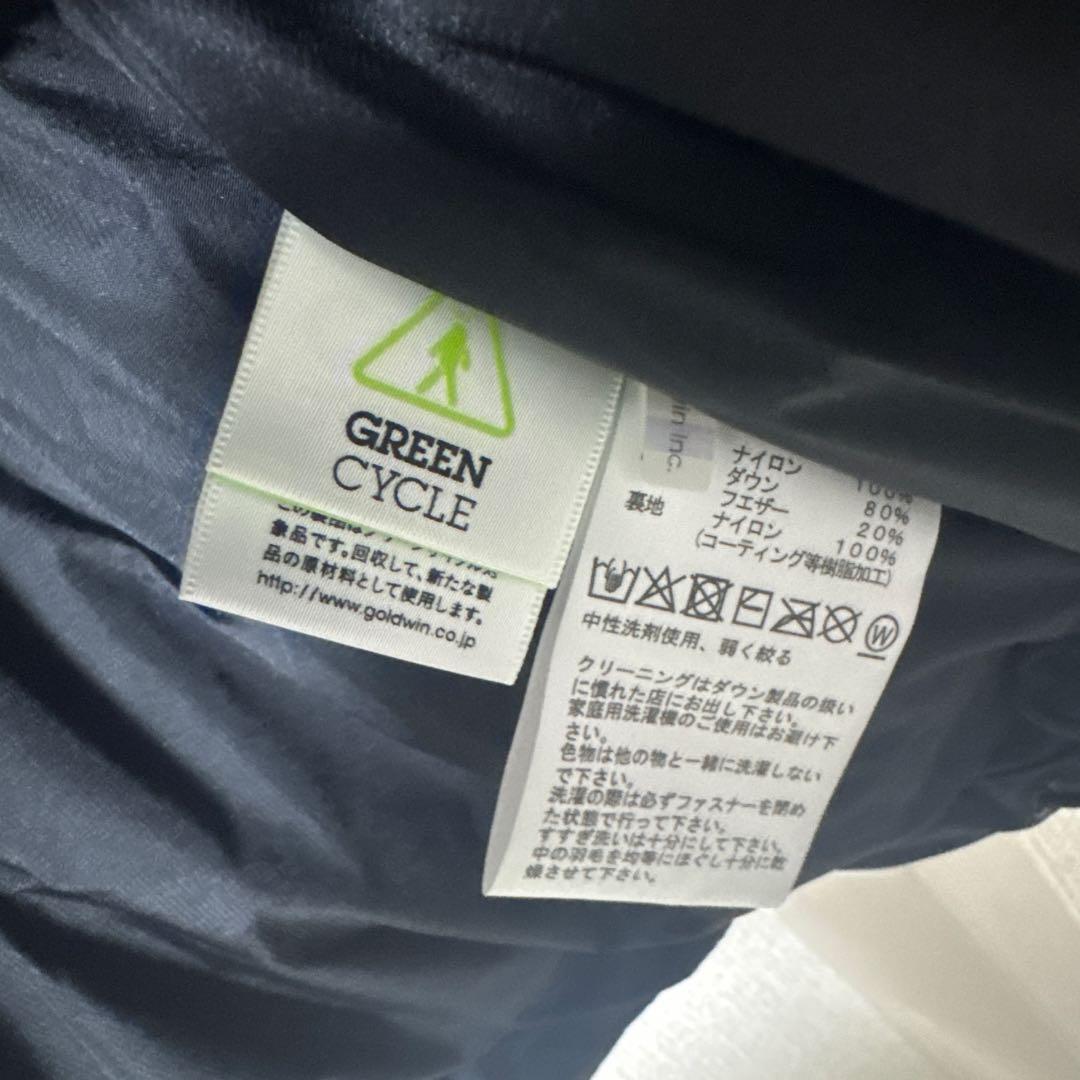 GREEN
CYCLE
象品です。回収して、新たな製
品の原材料として使用します。
http://www.goldwin.co.jp
in Inc.
ナイロン 100%
ダウン 80%
フエザー 20%
裏地 ナイロン 100%
(コーティング等樹脂加工)
W
中性洗剤使用、弱く絞る
クリーニングはダウン製品の扱い
に慣れた店にお出し下さい。
家庭用洗濯機のご使用はお避け下
さい。
色物は他の物と一緒に洗濯しない
で下さい。
洗濯の際は必ずファスナーを閉め
た状態で行って下さい。
すすぎ洗いは十分にして下さい。
中の羽毛を均等にほぐし十分に乾
燥させて下さい。